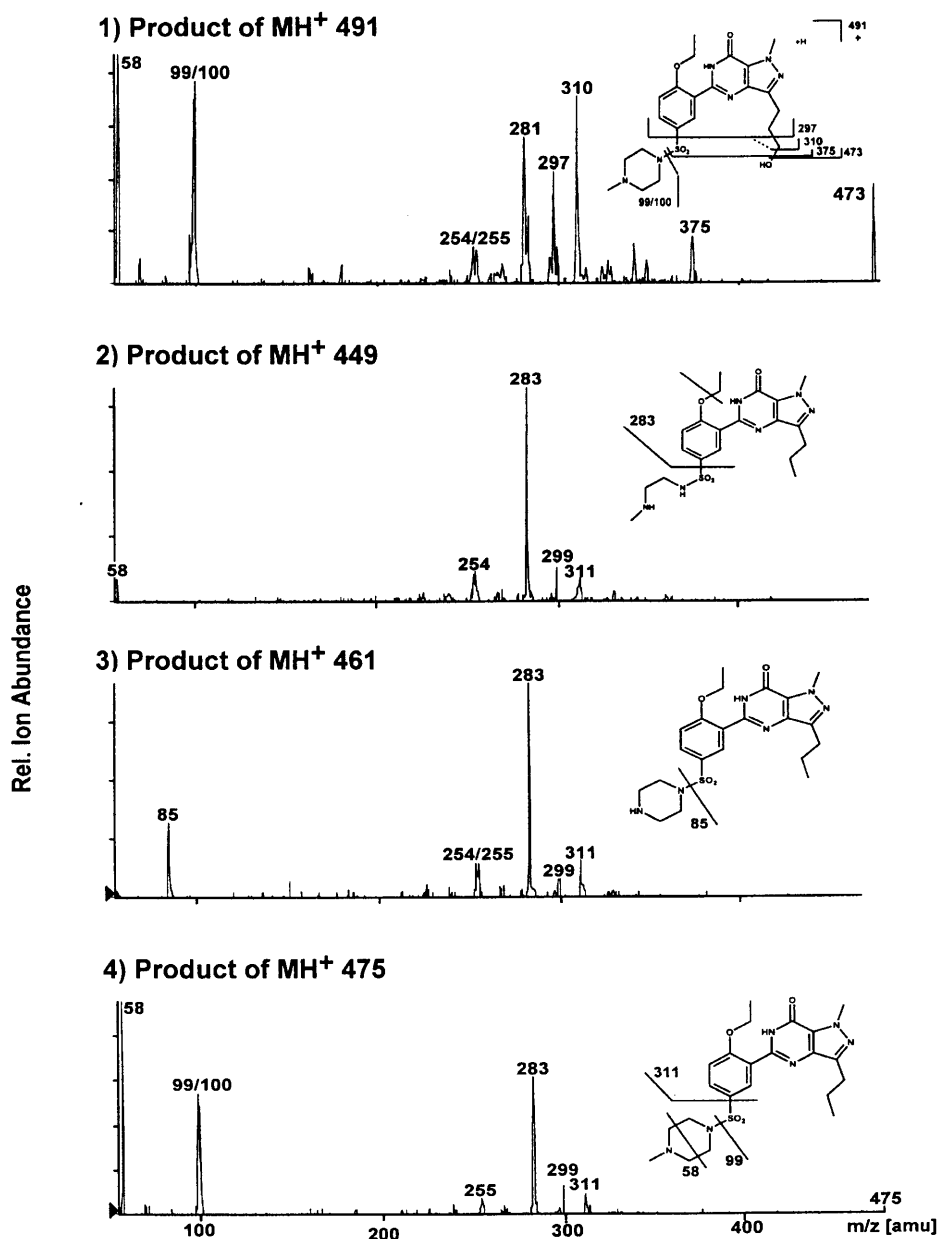 1) Product of MH+ 491
58
99/100
254/255
281
297
310
375
473
491
+
+H
O
O
HN
N
N
N
SO2
N
N
HO
297
310
375
473
99/100
2) Product of MH+ 449
58
254
283
299
311
O
O
HN
N
N
N
283
SO2
N
H
NH
Rel. Ion Abundance
3) Product of MH+ 461
85
254/255
283
299
311
O
O
HN
N
N
N
SO2
N
HN
85
4) Product of MH+ 475
58
99/100
255
283
299
311
475
O
O
HN
N
N
N
311
SO2
N
N
58
99
100
200
300
400
m/z [amu]